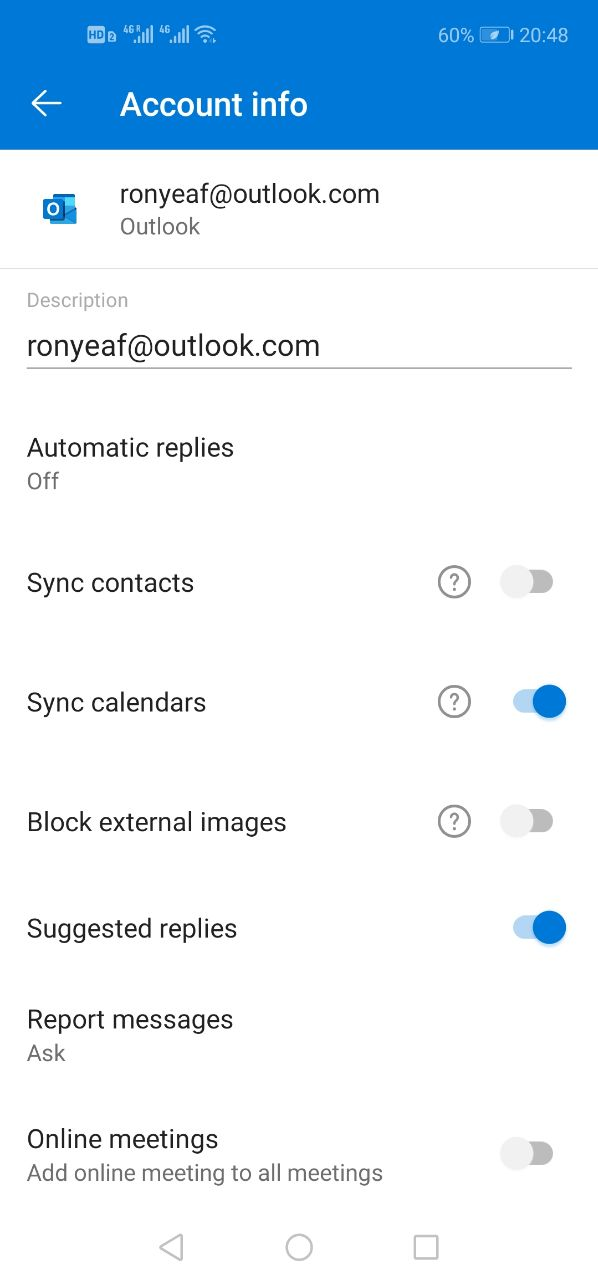 HD 2 4G R 4G 60% 20:48
Account info
ronyeaf@outlook.com
Outlook
Description
ronyeaf@outlook.com
Automatic replies
Off
Sync contacts ?
Sync calendars ?
Block external images ?
Suggested replies
Report messages
Ask
Online meetings
Add online meeting to all meetings